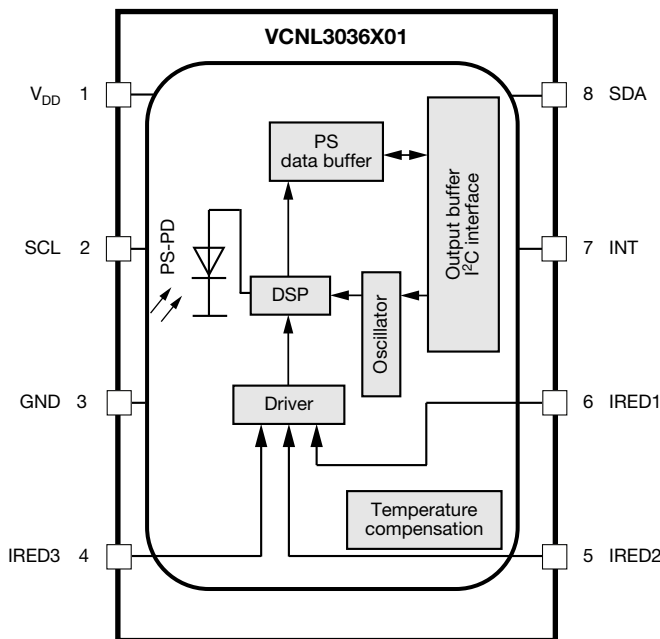 VCNL3036X01
VDD 1
8 SDA
PS
data buffer
Output buffer
I²C interface
SCL 2
PS-PD
7 INT
DSP
Oscillator
GND 3
Driver
6 IRED1
Temperature
compensation
IRED3 4
5 IRED2